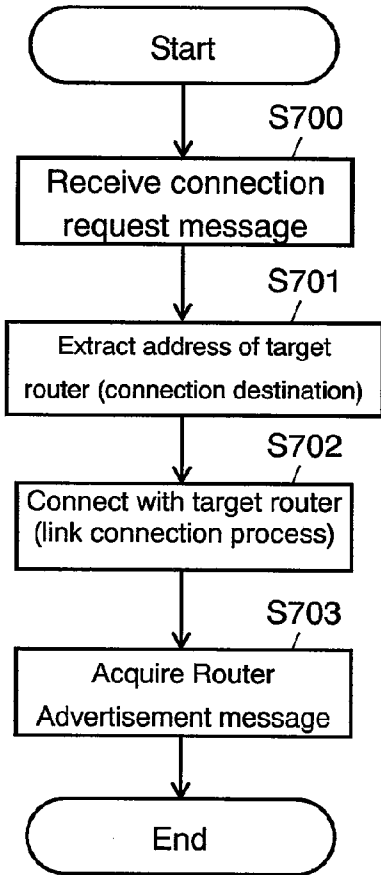 Start
S700
Receive connection
request message
S701
Extract address of target
router (connection destination)
S702
Connect with target router
(link connection process)
S703
Acquire Router
Advertisement message
End